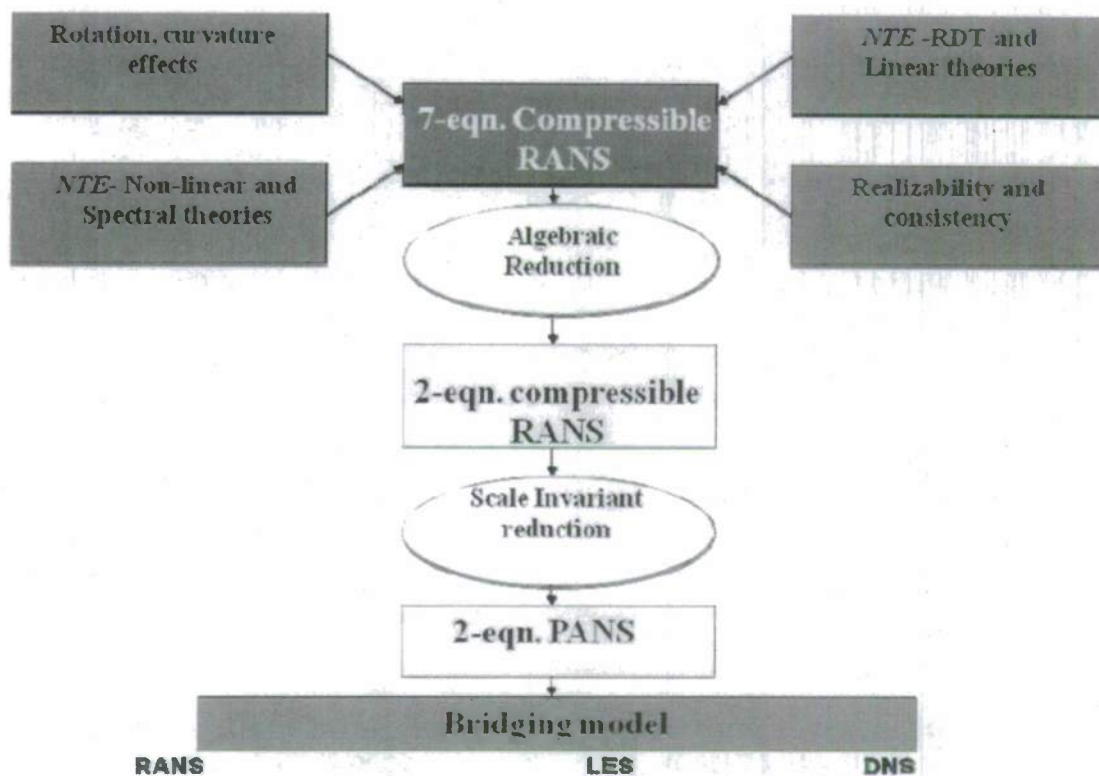 Rotation, curvature
effects
NTE -RDT and
Linear theories
7-eqn. Compressible
RANS
NTE- Non-linear and
Spectral theories
Realizability and
consistency
Algebraic
Reduction
2-eqn. compressible
RANS
Scale Invariant
reduction
2-eqn. PANS
Bridging model
RANS LES DNS